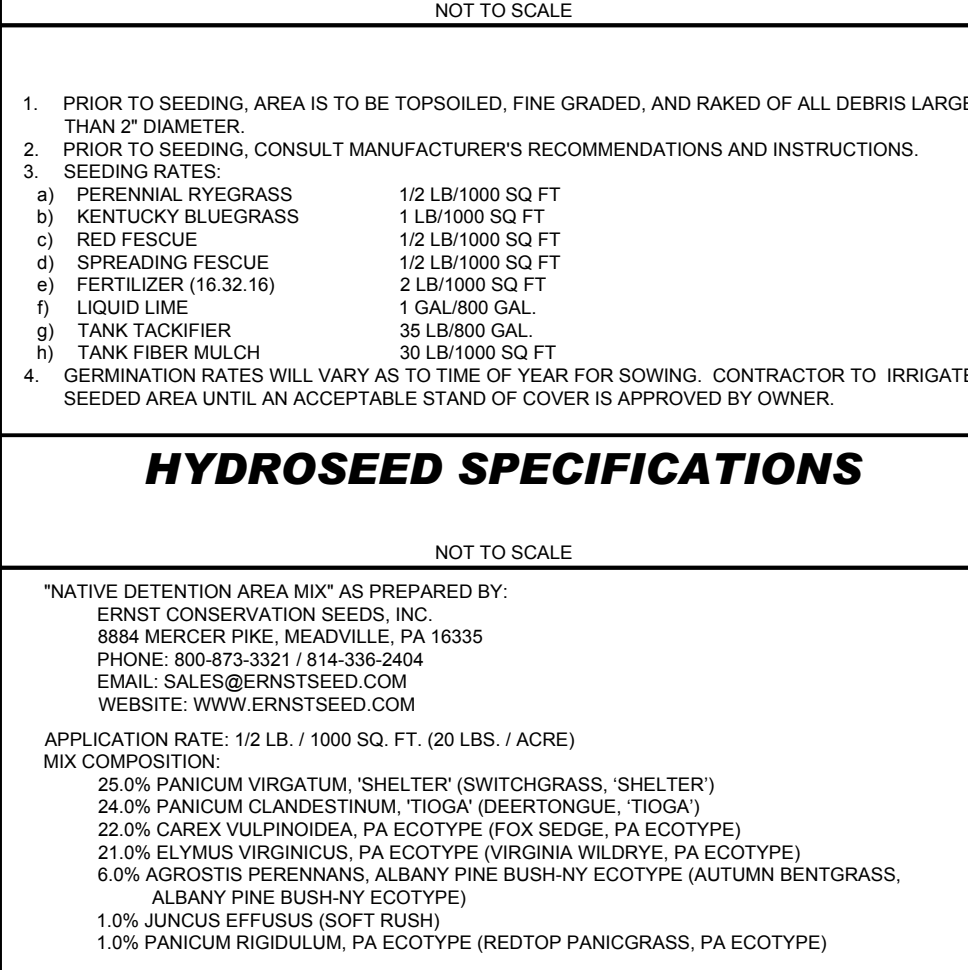 NOT TO SCALE
1. PRIOR TO SEEDING, AREA IS TO BE TOPSOILED, FINE GRADED, AND RAKED OF ALL DEBRIS LARGE
THAN 2" DIAMETER.
2. PRIOR TO SEEDING, CONSULT MANUFACTURER'S RECOMMENDATIONS AND INSTRUCTIONS.
3. SEEDING RATES:
a) PERENNIAL RYEGRASS 1/2 LB/1000 SQ FT
b) KENTUCKY BLUEGRASS 1 LB/1000 SQ FT
c) RED FESCUE 1/2 LB/1000 SQ FT
d) SPREADING FESCUE 1/2 LB/1000 SQ FT
e) FERTILIZER (16.32.16) 2 LB/1000 SQ FT
f) LIQUID LIME 1 GAL/800 GAL.
g) TANK TACKIFIER 35 LB/800 GAL.
h) TANK FIBER MULCH 30 LB/1000 SQ FT
4. GERMINATION RATES WILL VARY AS TO TIME OF YEAR FOR SOWING. CONTRACTOR TO IRRIGATE
SEEDED AREA UNTIL AN ACCEPTABLE STAND OF COVER IS APPROVED BY OWNER.
HYDROSEED SPECIFICATIONS
NOT TO SCALE
"NATIVE DETENTION AREA MIX" AS PREPARED BY:
ERNST CONSERVATION SEEDS, INC.
8884 MERCER PIKE, MEADVILLE, PA 16335
PHONE: 800-873-3321 / 814-336-2404
EMAIL: SALES@ERNSTSEED.COM
WEBSITE: WWW.ERNSTSEED.COM
APPLICATION RATE: 1/2 LB. / 1000 SQ. FT. (20 LBS. / ACRE)
MIX COMPOSITION:
25.0% PANICUM VIRGATUM, 'SHELTER' (SWITCHGRASS, ‘SHELTER’)
24.0% PANICUM CLANDESTINUM, 'TIOGA' (DEERTONGUE, ‘TIOGA’)
22.0% CAREX VULPINOIDEA, PA ECOTYPE (FOX SEDGE, PA ECOTYPE)
21.0% ELYMUS VIRGINICUS, PA ECOTYPE (VIRGINIA WILDRYE, PA ECOTYPE)
6.0% AGROSTIS PERENNANS, ALBANY PINE BUSH-NY ECOTYPE (AUTUMN BENTGRASS,
ALBANY PINE BUSH-NY ECOTYPE)
1.0% JUNCUS EFFUSUS (SOFT RUSH)
1.0% PANICUM RIGIDULUM, PA ECOTYPE (REDTOP PANICGRASS, PA ECOTYPE)